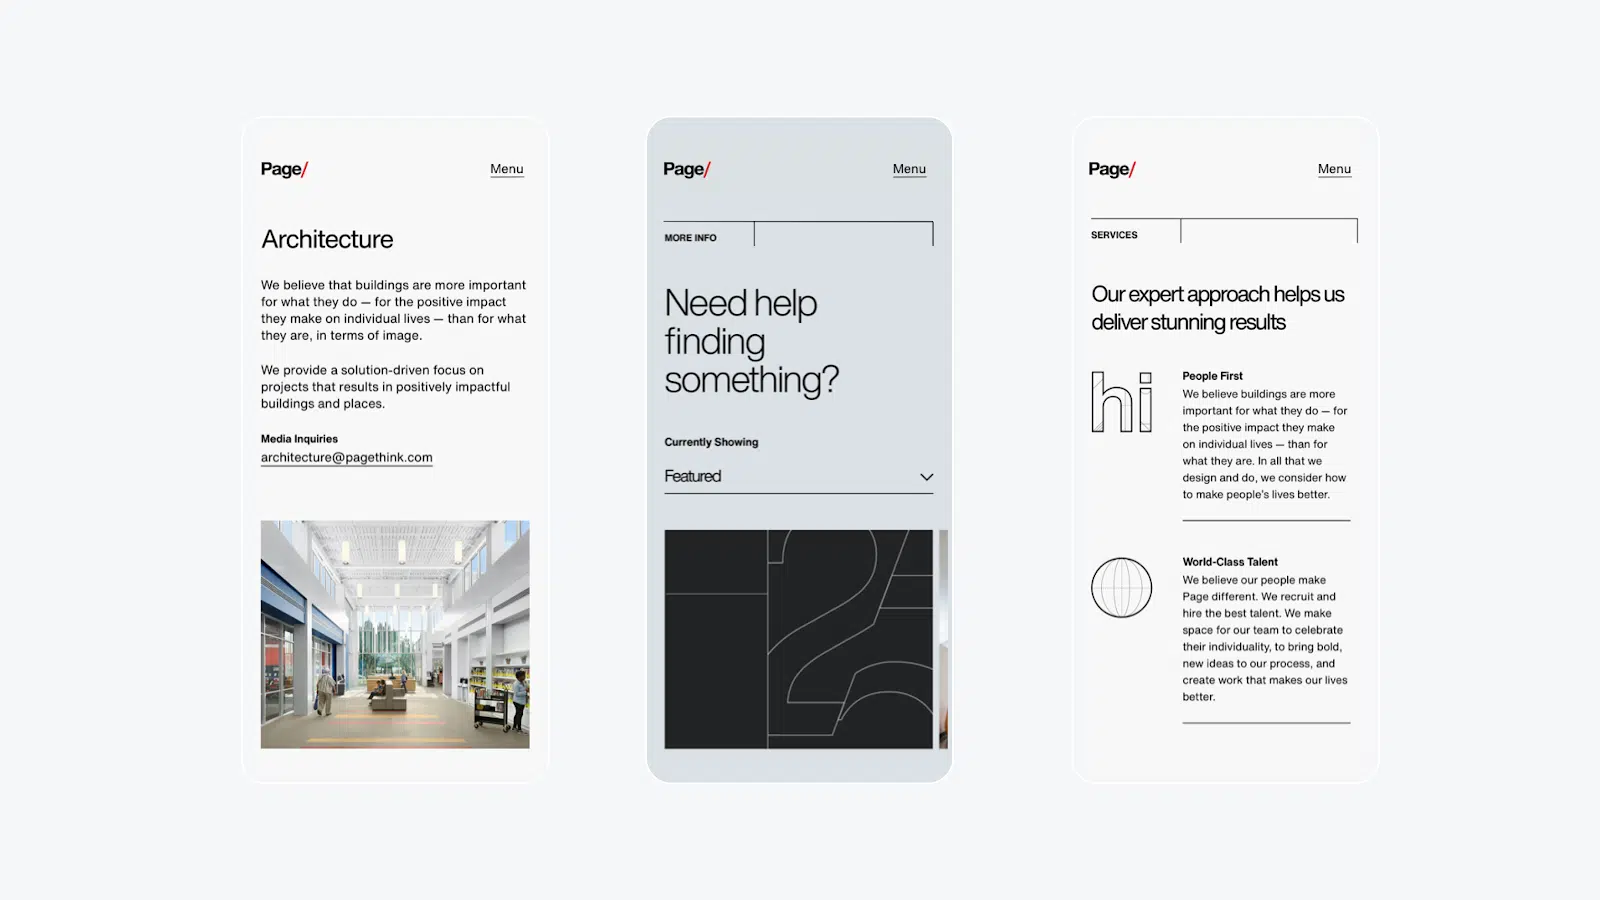 Page/
Menu
Architecture
We believe that buildings are more important
for what they do — for the positive impact
they make on individual lives — than for what
they are, in terms of image.
We provide a solution-driven focus on
projects that results in positively impactful
buildings and places.
Media Inquiries
architecture@pagethink.com
Page/
Menu
MORE INFO
Need help
finding
something?
Currently Showing
Featured
Page/
Menu
SERVICES
Our expert approach helps us
deliver stunning results
hi
People First
We believe buildings are more
important for what they do — for
the positive impact they make
on individual lives — than for
what they are. In all that we
design and do, we consider how
to make people's lives better.
World-Class Talent
We believe our people make
Page different. We recruit and
hire the best talent. We make
space for our team to celebrate
their individuality, to bring bold,
new ideas to our process, and
create work that makes our lives
better.